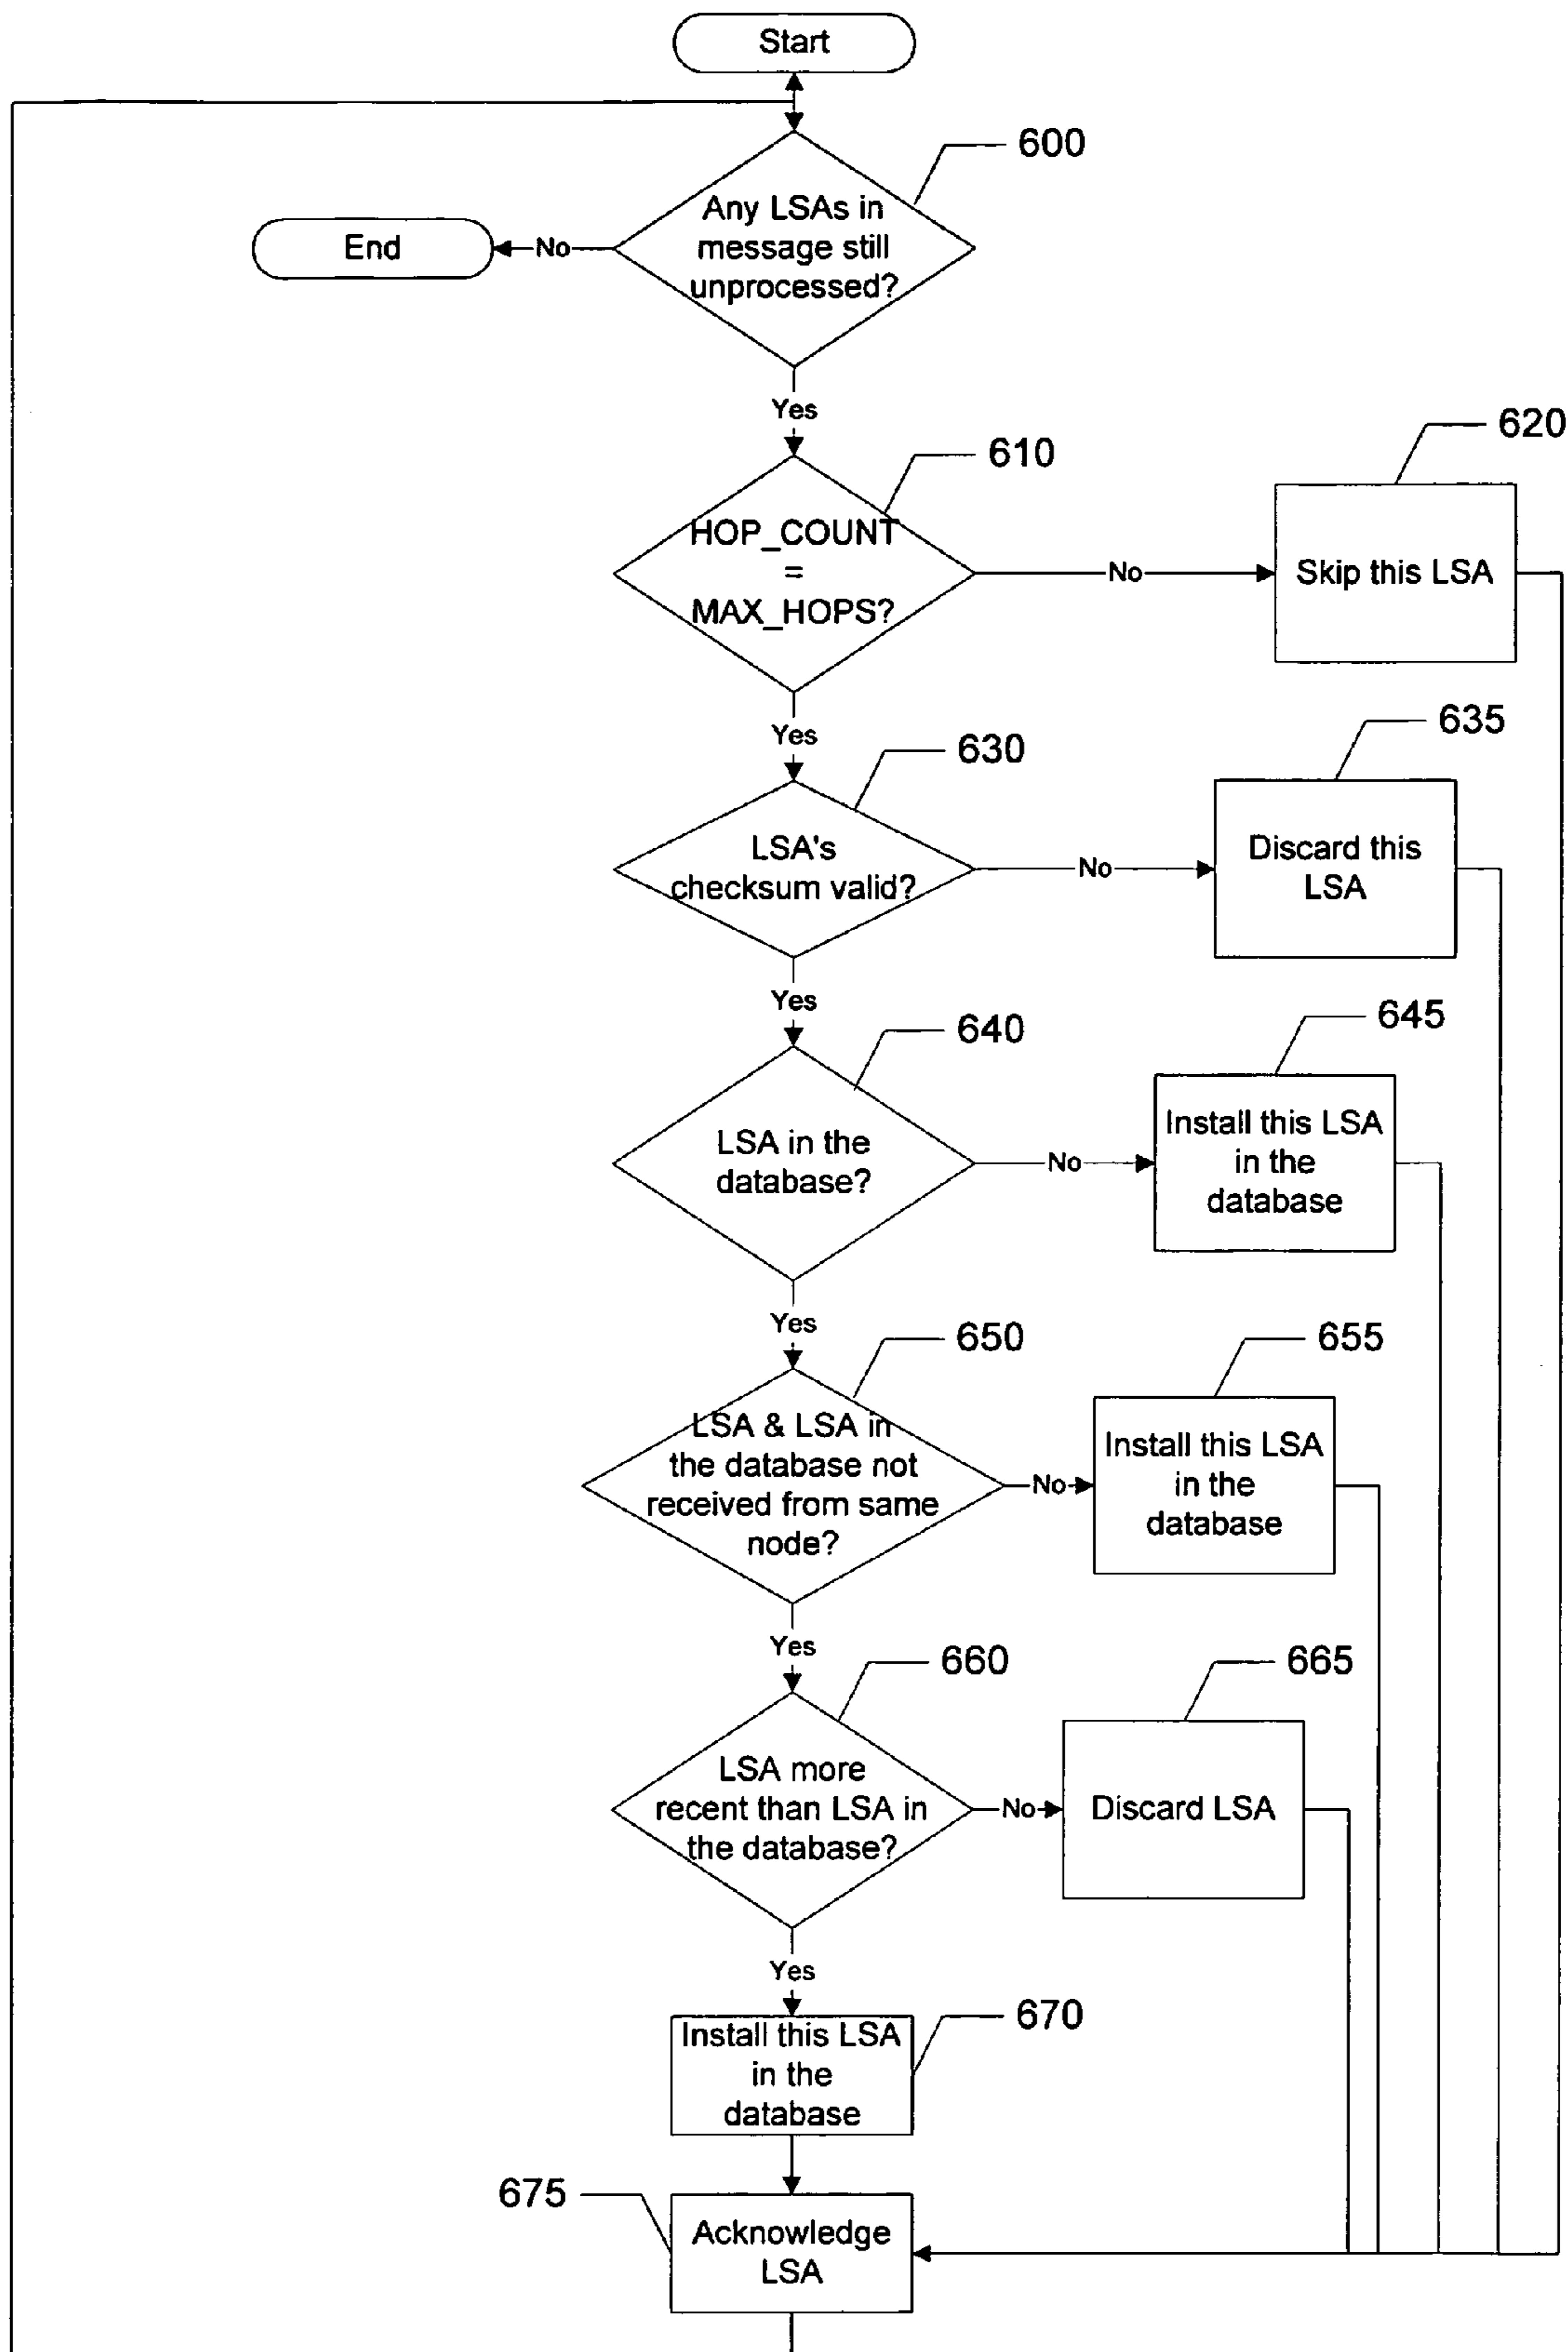 Start
600
Any LSAs in
message still
unprocessed?
No
End
Yes
610
HOP_COUNT
=
MAX_HOPS?
No
620
Skip this LSA
Yes
630
LSA's
checksum valid?
No
635
Discard this
LSA
Yes
640
LSA in the
database?
No
645
Install this LSA
in the
database
Yes
650
LSA & LSA in
the database not
received from same
node?
No
655
Install this LSA
in the
database
Yes
660
LSA more
recent than LSA in
the database?
No
665
Discard LSA
Yes
670
Install this LSA
in the
database
675
Acknowledge
LSA